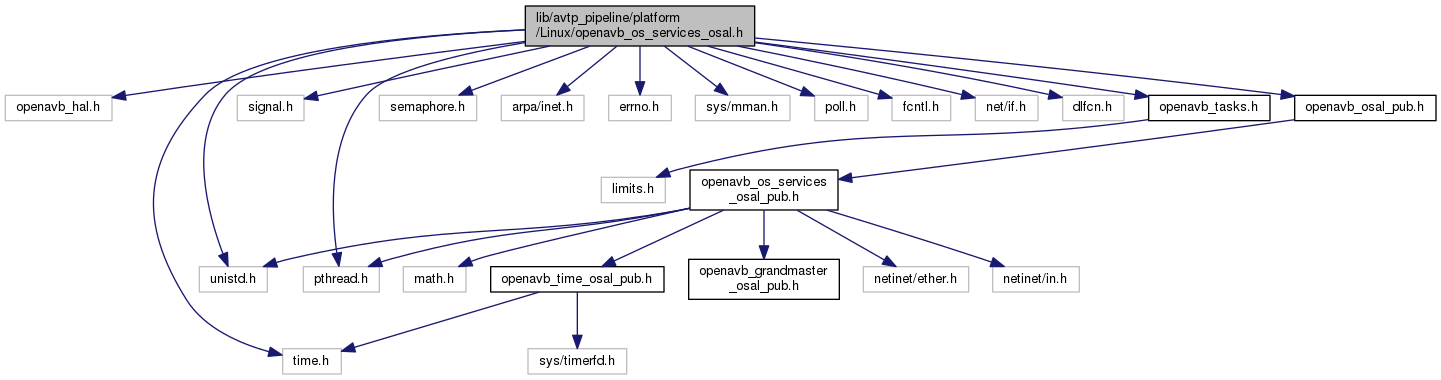 lib/avtp_pipeline/platform
/Linux/openavb_os_services_osal.h
openavb_hal.h
signal.h
semaphore.h
arpa/inet.h
errno.h
sys/mman.h
poll.h
fcntl.h
net/if.h
dlfcn.h
openavb_tasks.h
openavb_osal_pub.h
limits.h
openavb_os_services
_osal_pub.h
unistd.h
pthread.h
math.h
openavb_time_osal_pub.h
openavb_grandmaster
_osal_pub.h
netinet/ether.h
netinet/in.h
time.h
sys/timerfd.h